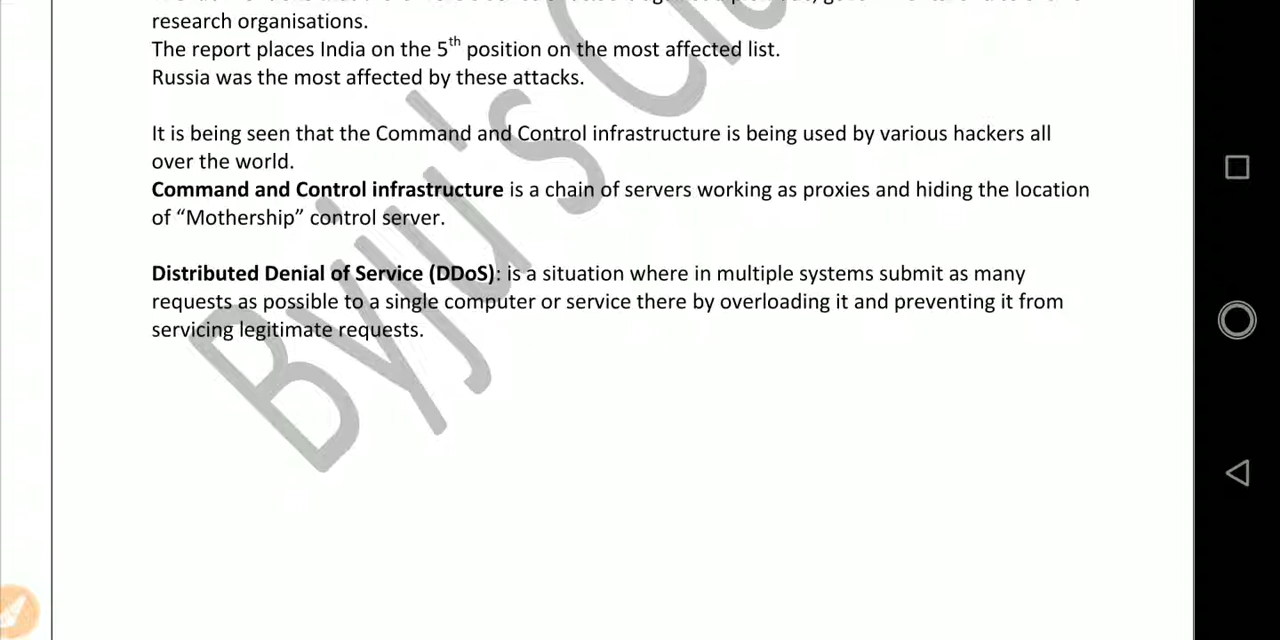 research organisations.
The report places India on the 5th position on the most affected list.
Russia was the most affected by these attacks.
It is being seen that the Command and Control infrastructure is being used by various hackers all
over the world.
Command and Control infrastructure is a chain of servers working as proxies and hiding the location
of “Mothership” control server.
Distributed Denial of Service (DDoS): is a situation where in multiple systems submit as many
requests as possible to a single computer or service there by overloading it and preventing it from
servicing legitimate requests.
Byju's